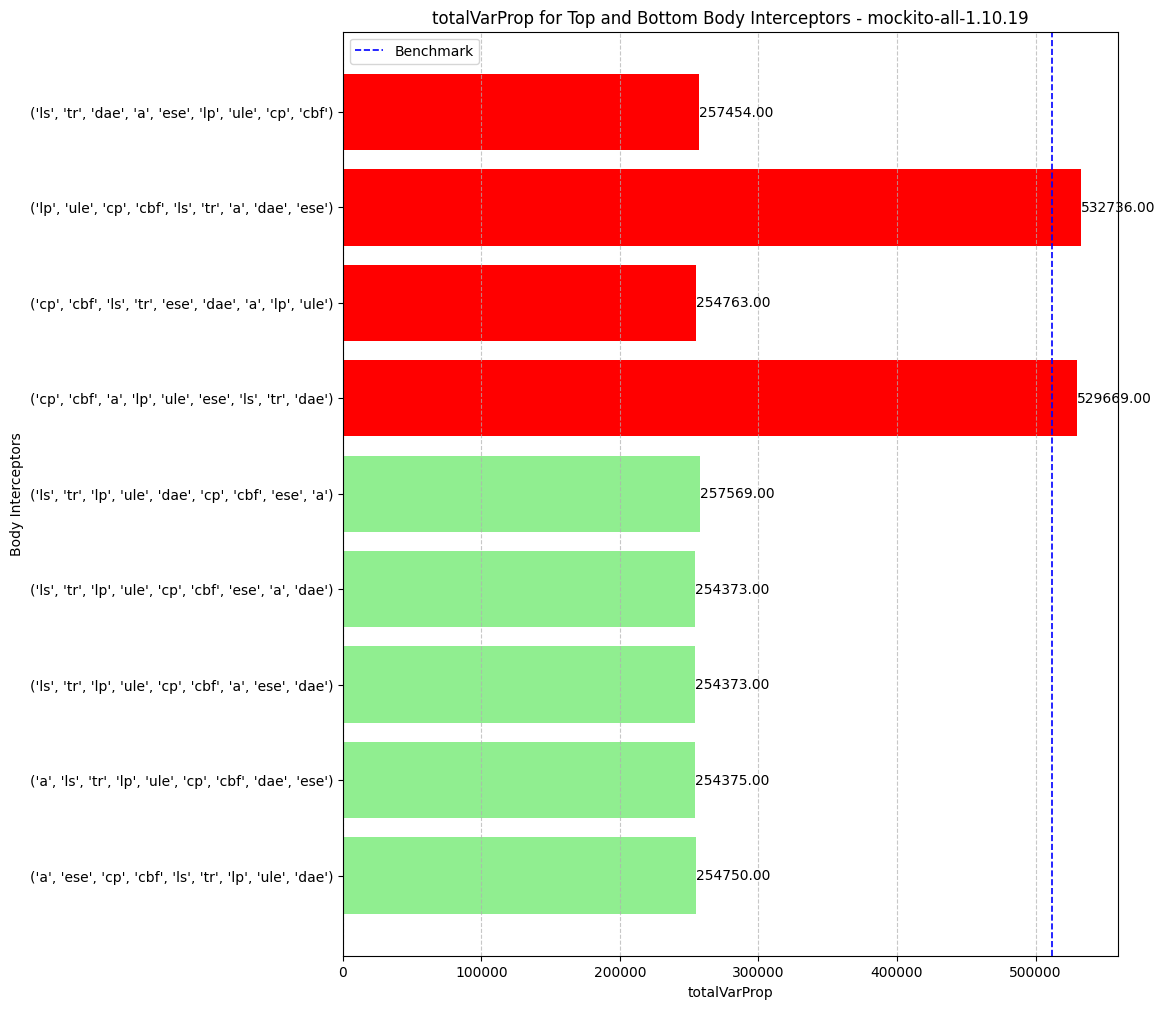 totalVarProp for Top and Bottom Body Interceptors - mockito-all-1.10.19
Benchmark
('ls', 'tr', 'dae', 'a', 'ese', 'lp', 'ule', 'cp', 'cbf')
257454.00
('lp', 'ule', 'cp', 'cbf', 'ls', 'tr', 'a', 'dae', 'ese')
532736.00
('cp', 'cbf', 'ls', 'tr', 'ese', 'dae', 'a', 'lp', 'ule')
254763.00
('cp', 'cbf', 'a', 'lp', 'ule', 'ese', 'ls', 'tr', 'dae')
529669.00
('ls', 'tr', 'lp', 'ule', 'dae', 'cp', 'cbf', 'ese', 'a')
257569.00
('ls', 'tr', 'lp', 'ule', 'cp', 'cbf', 'ese', 'a', 'dae')
254373.00
('ls', 'tr', 'lp', 'ule', 'cp', 'cbf', 'a', 'ese', 'dae')
254373.00
('a', 'ls', 'tr', 'lp', 'ule', 'cp', 'cbf', 'dae', 'ese')
254375.00
('a', 'ese', 'cp', 'cbf', 'ls', 'tr', 'lp', 'ule', 'dae')
254750.00
Body Interceptors
0 100000 200000 300000 400000 500000
totalVarProp